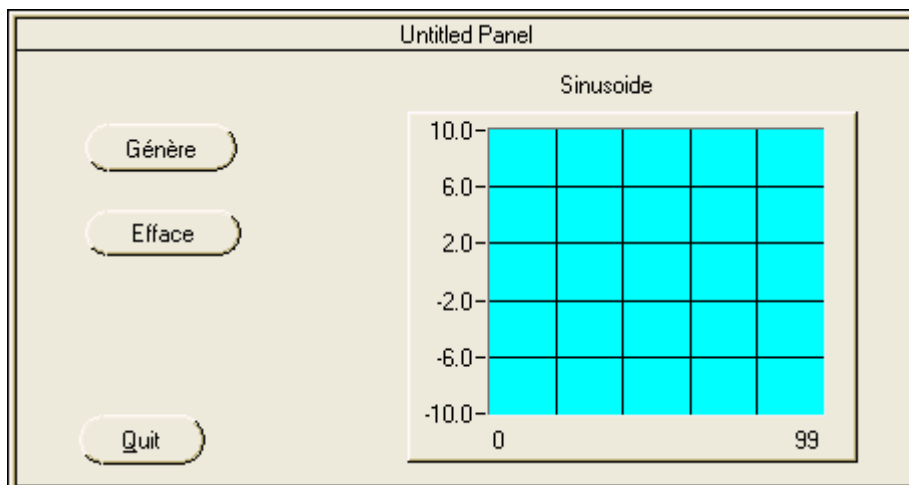 Untitled Panel
Sinusoide
Génère
Efface
Quit
10.0
6.0
2.0
-2.0
-6.0
-10.0
0 99